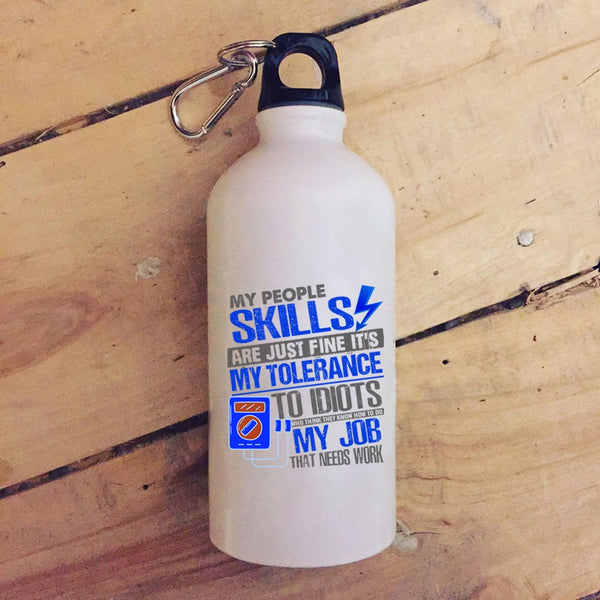 MY PEOPLE
SKILLS
ARE JUST FINE IT'S
MY TOLERANCE
TO IDIOTS
WHO THINK THEY KNOW HOW TO DO
MY JOB
THAT NEEDS WORK